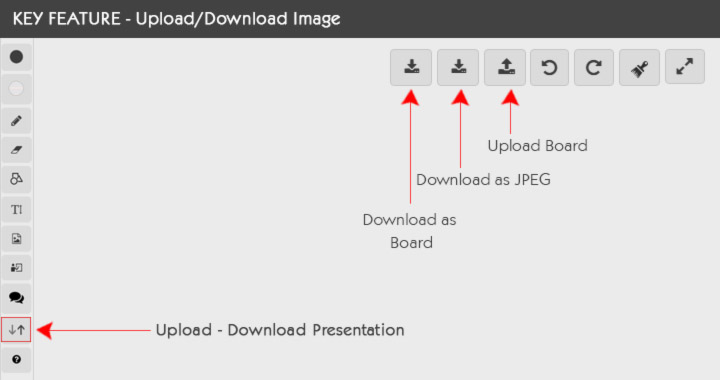 KEY FEATURE - Upload/Download Image
Upload Board
Download as JPEG
Download as
Board
TI
Upload - Download Presentation